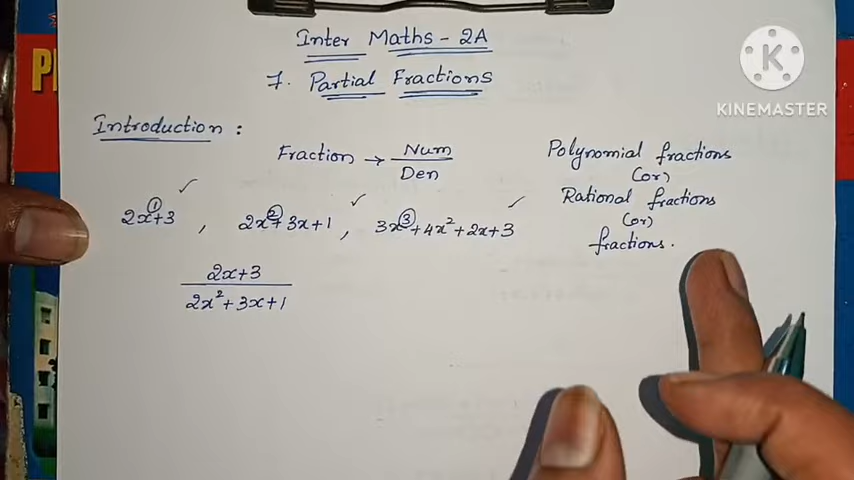 Inter Maths - 2A
7. Partial Fractions
K
KINEMASTER
Introduction :
Fraction → Num/Den
Polynomial fractions
(or)
Rational fractions
(or)
fractions.
2x+3 , 2x²+3x+1 , 3x³+4x²+2x+3
2x+3
2x²+3x+1